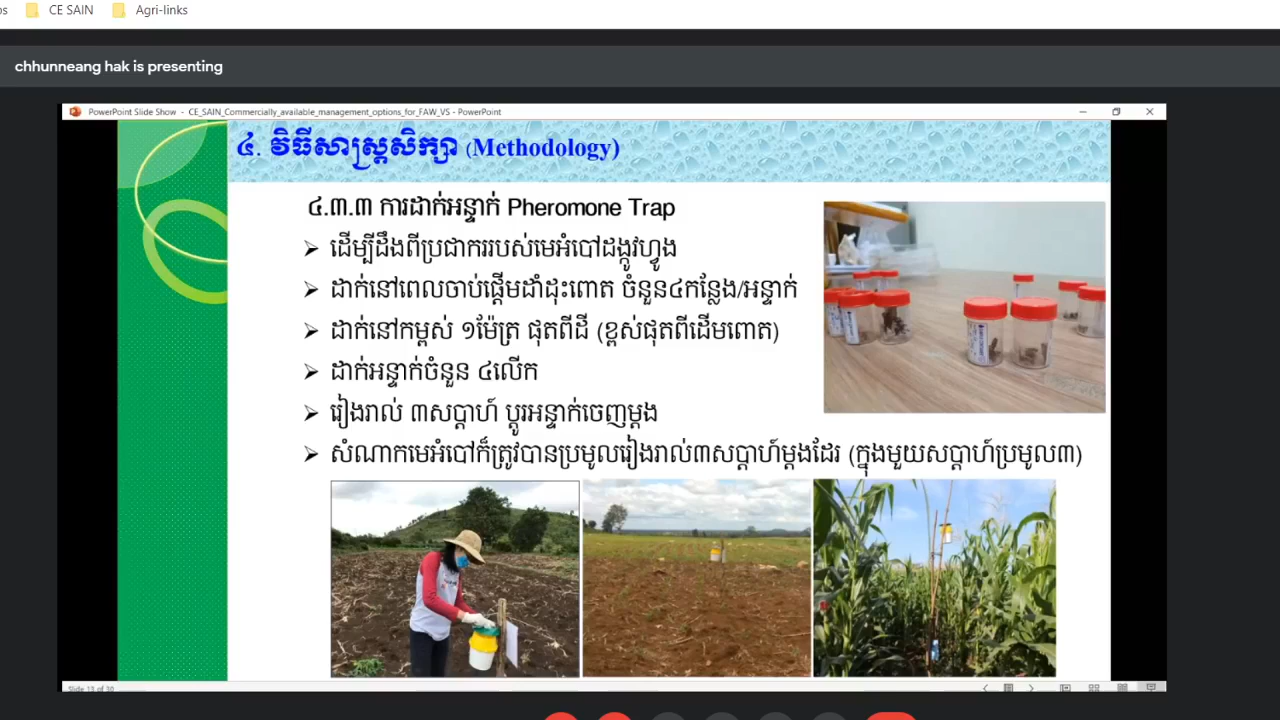 os CE SAIN Agri-links
chhunneang hak is presenting
PowerPoint Slide Show - CE_SAIN_Commercially_available_management_options_for_FAW_VS - PowerPoint
៤. វិធីសាស្ត្រសិក្សា (Methodology)
៤.៣.៣ ការដាក់អន្ទាក់ Pheromone Trap
➢ ដើម្បីដឹងពីប្រជាកររបស់មេអំបៅដង្កូវហ្វូង
➢ ដាក់នៅពេលចាប់ផ្តើមដាំដុះពោត ចំនួន៤កន្លែង/អន្ទាក់
➢ ដាក់នៅកម្ពស់ ១ម៉ែត្រ ផុតពីដី (ខ្ពស់ផុតពីដើមពោត)
➢ ដាក់អន្ទាក់ចំនួន ៤លើក
➢ រៀងរាល់ ៣សប្តាហ៍ ប្តូរអន្ទាក់ចេញម្តង
➢ សំណាកមេអំបៅក៏ត្រូវបានប្រមូលរៀងរាល់៣សប្តាហ៍ម្តងដែរ (ក្នុងមួយសប្តាហ៍ប្រមូល៣)
Slide 15 of 30